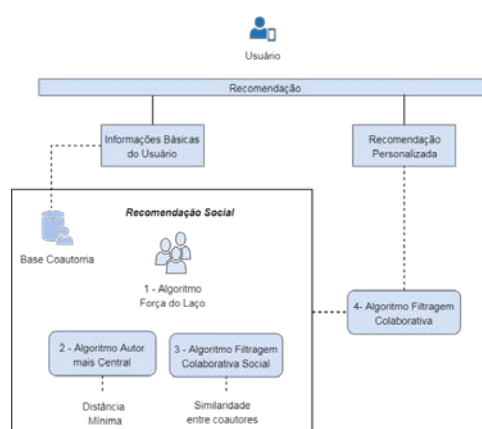 Usuário
Recomendação
Informações Básicas
do Usuário
Recomendação
Personalizada
Recomendação Social
Base Coautorria
1 - Algoritmo
Força do Laço
4- Algoritmo Filtragem
Colaborativa
2 - Algoritmo Autor
mais Central
3 - Algoritmo Filtragem
Colaborativa Social
Distância
Mínima
Similaridade
entre coautores